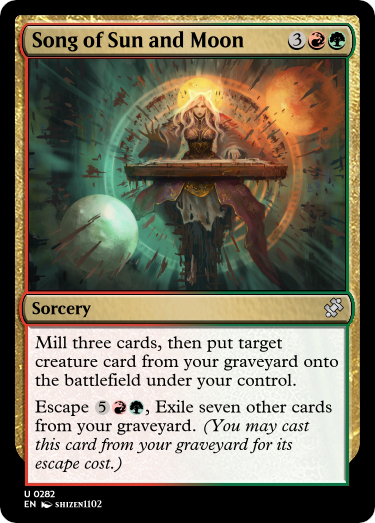 Song of Sun and Moon 3
Sorcery
Mill three cards, then put target
creature card from your graveyard onto
the battlefield under your control.
Escape 5, Exile seven other cards
from your graveyard. (You may cast
this card from your graveyard for its
escape cost.)
U 0282
EN SHIZEN1102